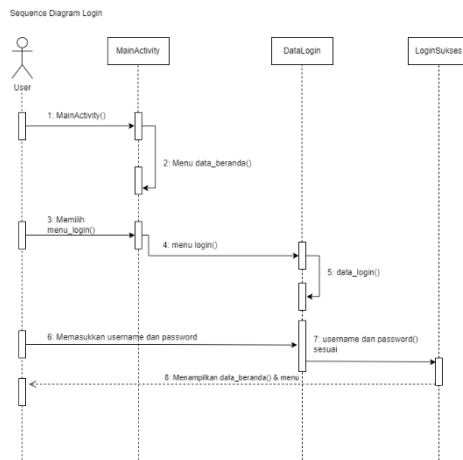 Sequence Diagram Login
MainActivity
DataLogin
LoginSukses
User
1: MainActivity()
2: Menu data_beranda()
3: Memilih
menu_login()
4: menu login()
5: data_login()
6: Memasukkan username dan password
7: username dan password()
sesuai
8: Menampilkan data_beranda() & menu